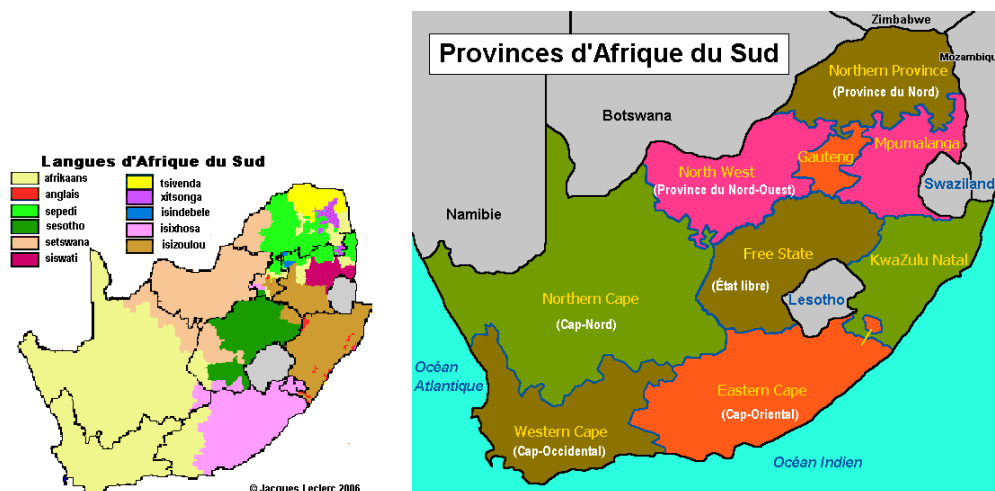 Langues d'Afrique du Sud
afrikaans
anglais
sepedi
sesotho
setswana
siswati
tsivenda
xitsonga
isindebele
isixhosa
isizoulou
© Jacques Leclerc 2006
Provinces d'Afrique du Sud
Zimbabwe
Mozambiqu
Northern Province
(Province du Nord)
Botswana
Mpumalanga
Gauteng
North West
(Province du Nord-Ouest)
Swaziland
Namibie
Free State
KwaZulu Natal
(État libre)
Lesotho
Northern Cape
(Cap-Nord)
Océan
Atlantique
Eastern Cape
(Cap-Oriental)
Western Cape
(Cap-Occidental)
Océan Indien